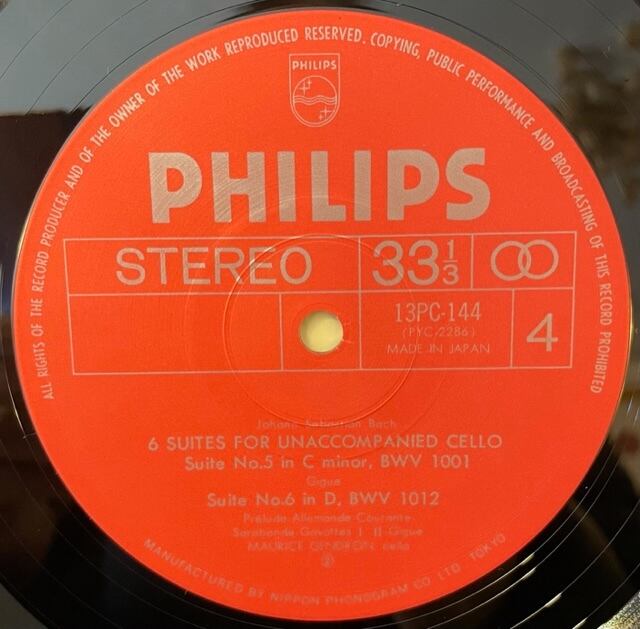 ALL RIGHTS OF THE RECORD PRODUCER AND OF THE OWNER OF THE WORK REPRODUCED RESERVED. COPYING, PUBLIC PERFORMANCE AND BROADCASTING OF THIS RECORD PROHIBITED
PHILIPS
PHILIPS
STEREO 33 1/3
13PC-144
(PYC-2286)
MADE IN JAPAN
4
Johann Sebastian Bach
6 SUITES FOR UNACCOMPANIED CELLO
Suite No.5 in C minor, BWV 1001
Gigue
Suite No.6 in D, BWV 1012
Prélude Allemande Courante
Sarabande Gavottes I II Gigue
MAURICE GENDRON cello
Ⓟ
MANUFACTURED BY NIPPON PHONOGRAM CO LTD TOKYO